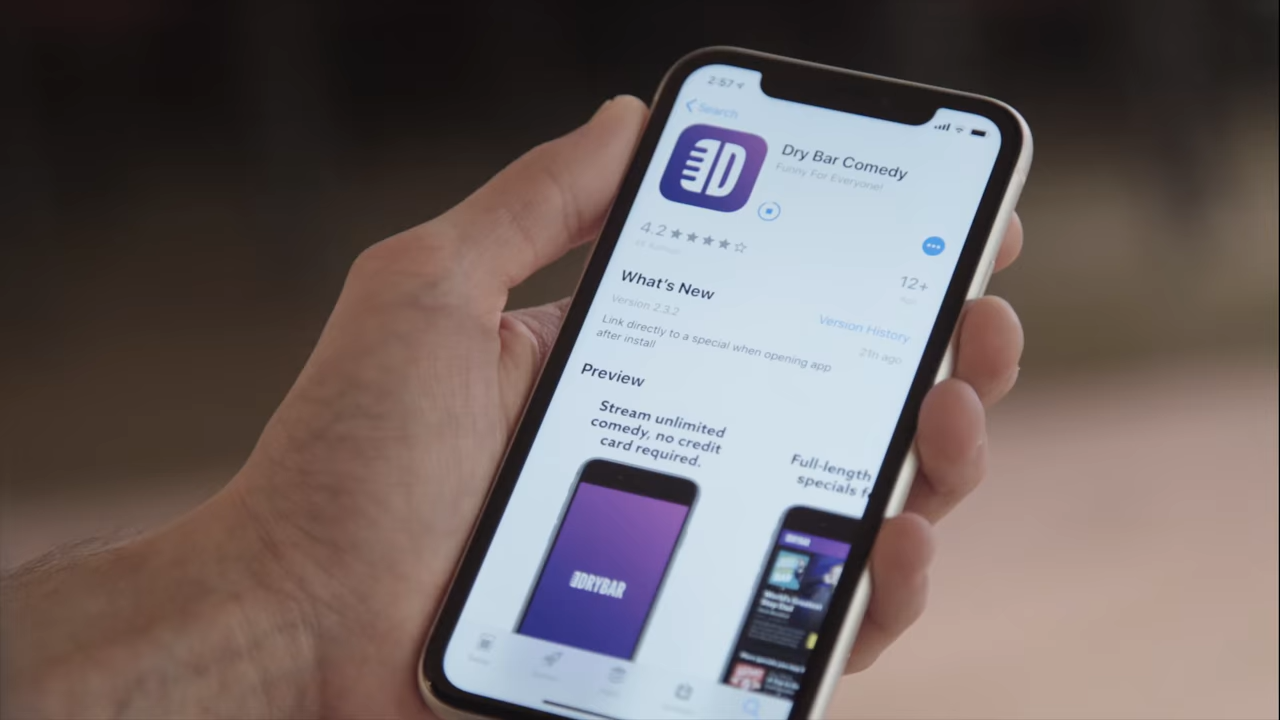 2:57
Search
3D
Dry Bar Comedy
Funny For Everyone!
4.2
12+
What's New
Version 2.3.2
Version History
Link directly to a special when opening app
after install
21h ago
Preview
Stream unlimited
comedy, no credit
card required.
Full-length
specials
DRYBAR
DRYBAR